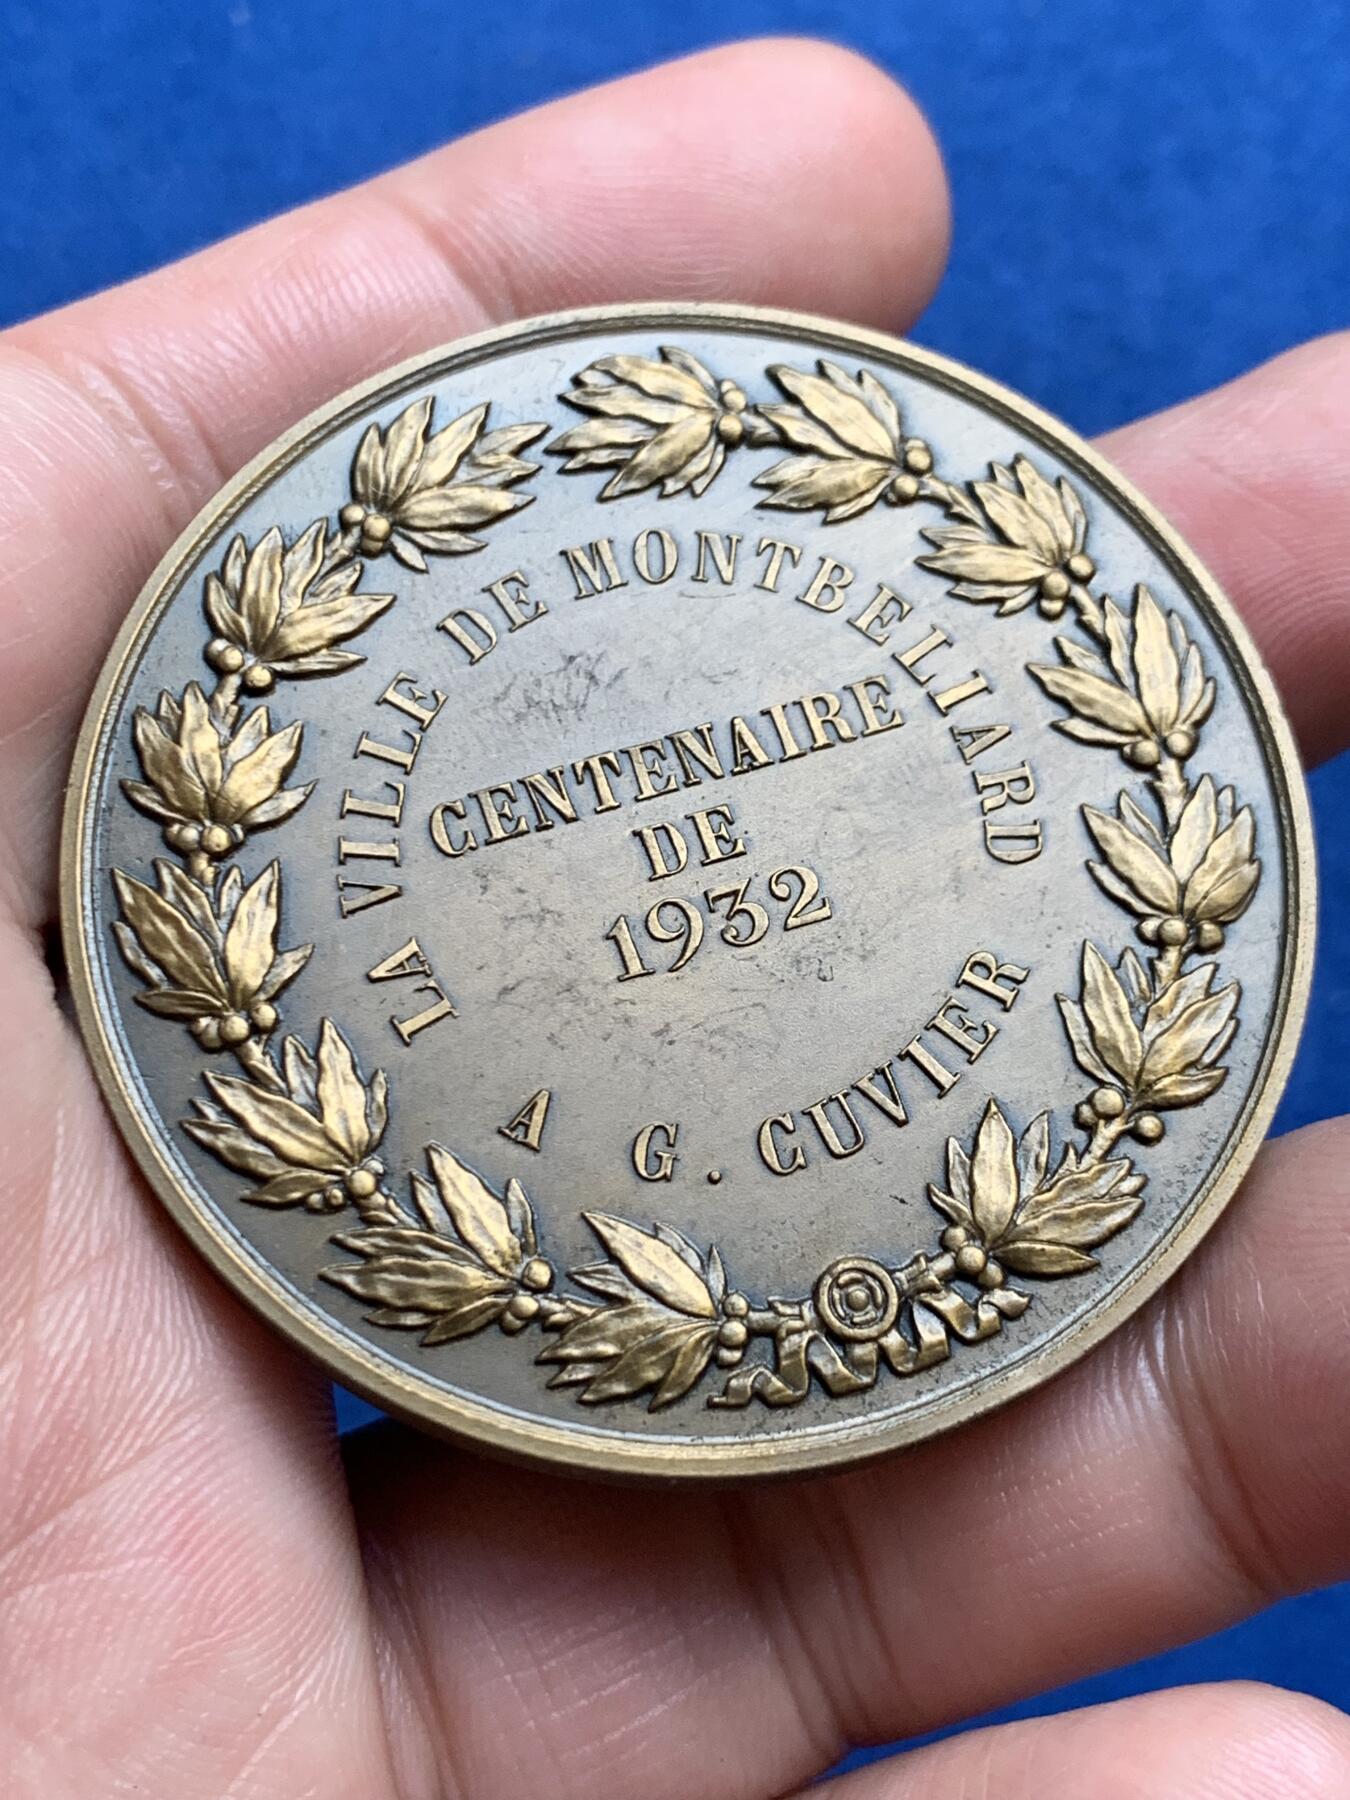 LA VILLE DE MONTBELIARD
CENTENAIRE
DE
1932
A G. CUVIER